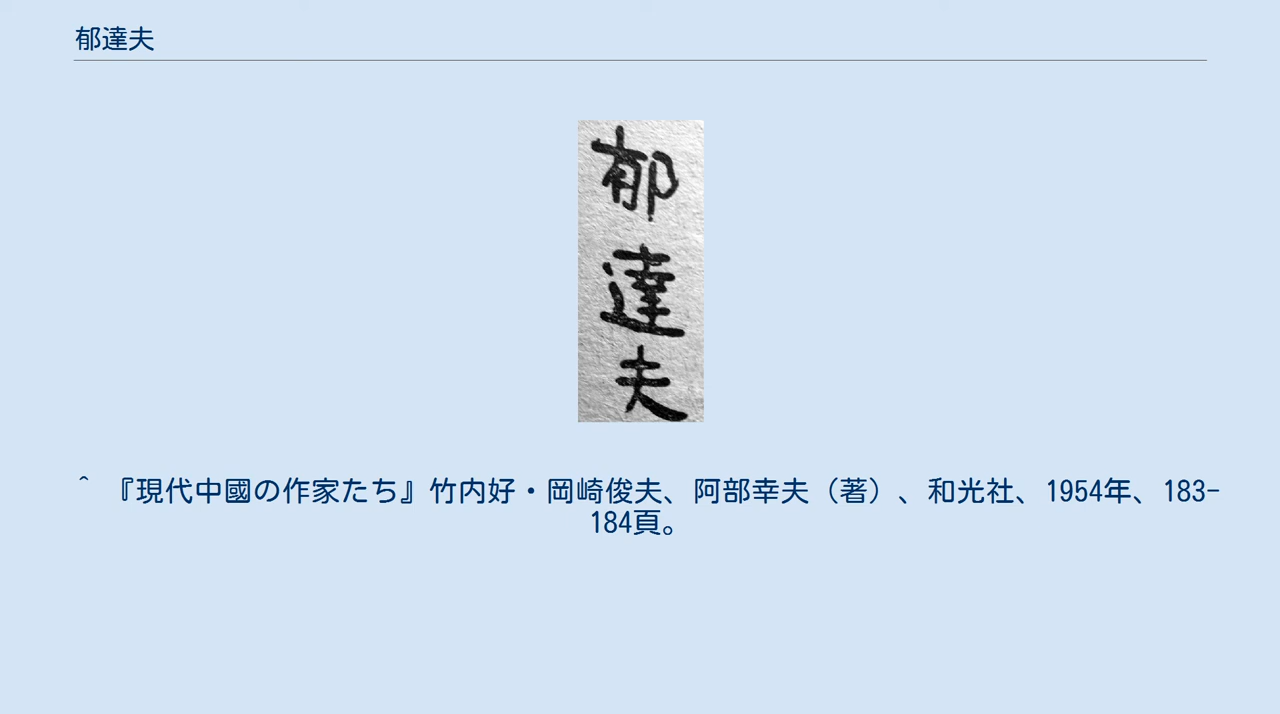 郁達夫
郁達夫
^ 『現代中國の作家たち』竹内好・岡崎俊夫、阿部幸夫（著）、和光社、1954年、183-
184頁。